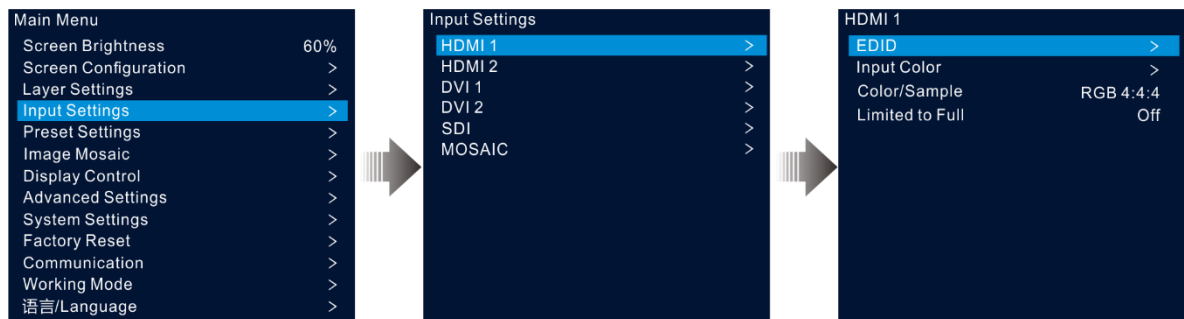 Main Menu
Screen Brightness 60%
Screen Configuration >
Layer Settings >
Input Settings >
Preset Settings >
Image Mosaic >
Display Control >
Advanced Settings >
System Settings >
Factory Reset >
Communication >
Working Mode >
语言/Language >
Input Settings
HDMI 1 >
HDMI 2 >
DVI 1 >
DVI 2 >
SDI >
MOSAIC >
HDMI 1
EDID >
Input Color >
Color/Sample RGB 4:4:4
Limited to Full Off